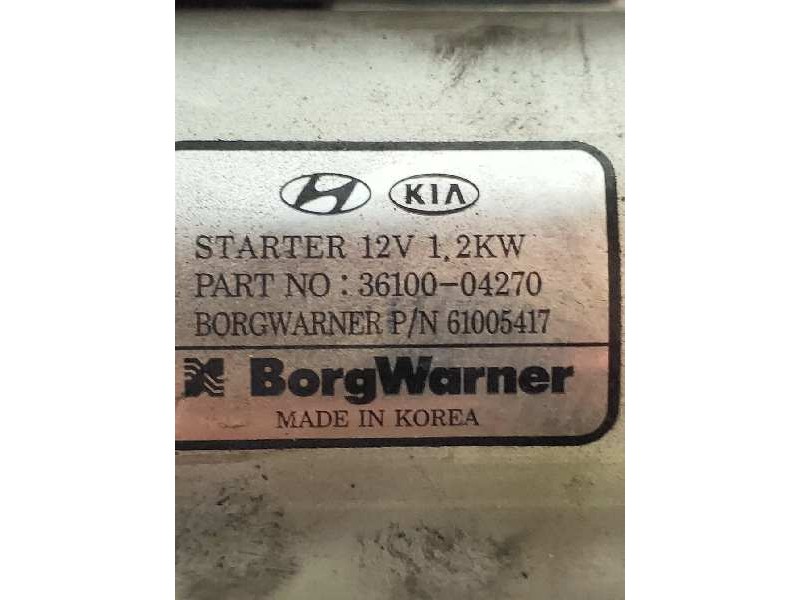 KIA
STARTER 12V 1,2KW
PART NO : 36100-04270
BORGWARNER P/N 61005417
BorgWarner
MADE IN KOREA